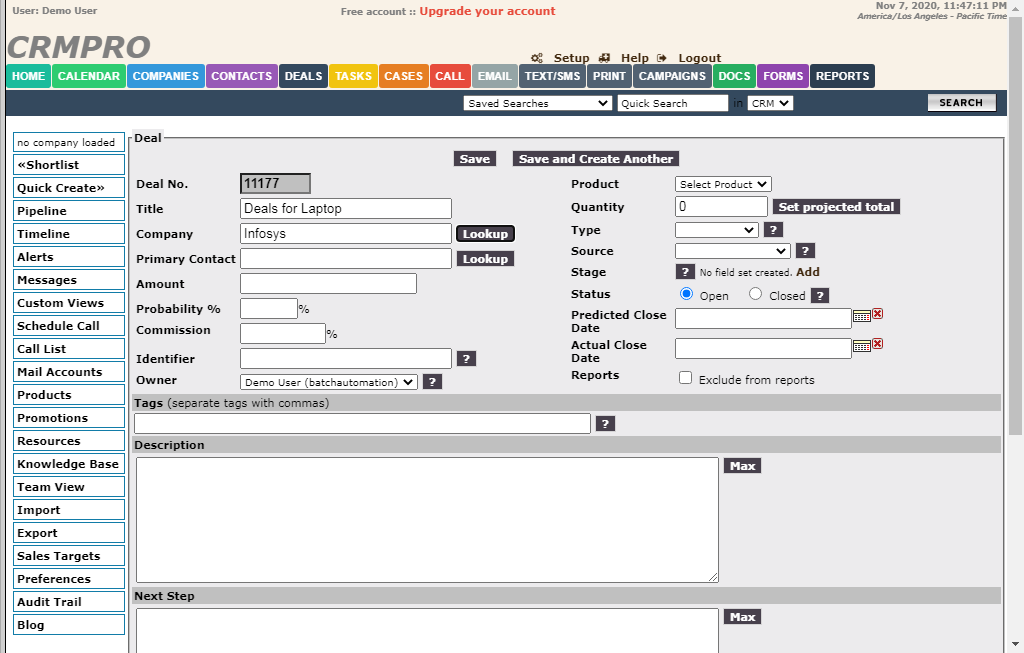 User: Demo User
Free account :: Upgrade your account
Nov 7, 2020, 11:47:11 PM
America/Los Angeles - Pacific Time
CRMPRO
Setup Help Logout
HOME CALENDAR COMPANIES CONTACTS DEALS TASKS CASES CALL EMAIL TEXT/SMS PRINT CAMPAIGNS DOCS FORMS REPORTS
Saved Searches Quick Search in CRM SEARCH
no company loaded
«Shortlist
Quick Create»
Pipeline
Timeline
Alerts
Messages
Custom Views
Schedule Call
Call List
Mail Accounts
Products
Promotions
Resources
Knowledge Base
Team View
Import
Export
Sales Targets
Preferences
Audit Trail
Blog
Deal
Save Save and Create Another
Deal No. 11177
Title Deals for Laptop
Company Infosys Lookup
Primary Contact Lookup
Amount
Probability % %
Commission %
Identifier ?
Owner Demo User (batchautomation) ?
Product Select Product
Quantity 0 Set projected total
Type ?
Source ?
Stage ? No field set created. Add
Status Open Closed ?
Predicted Close
Date
Actual Close
Date
Reports Exclude from reports
Tags (separate tags with commas)
?
Description
Max
Next Step
Max